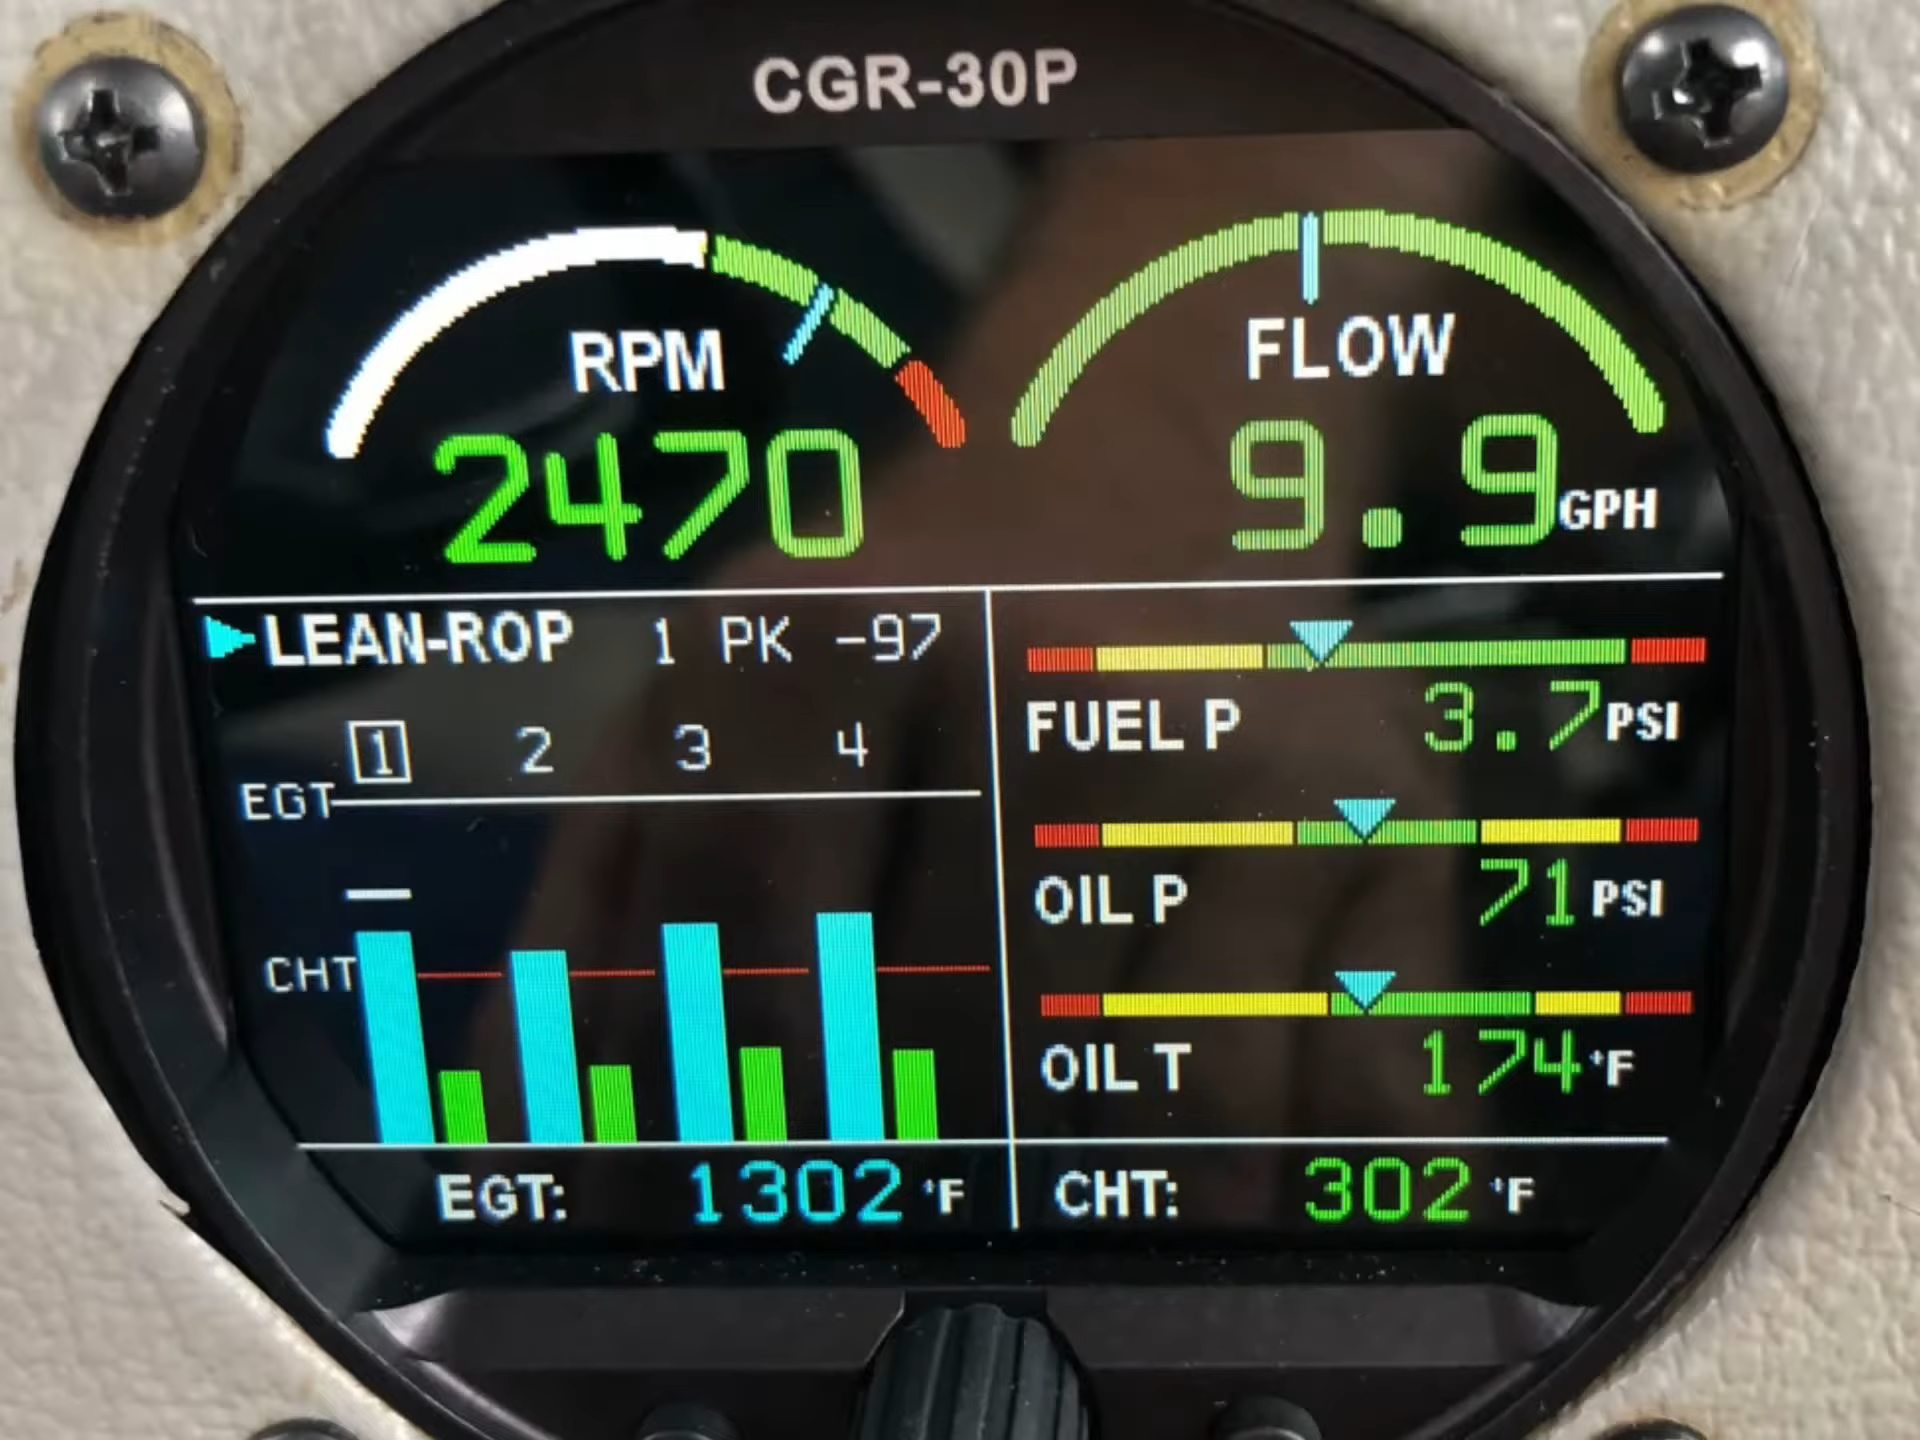 CGR-30P
RPM
2470
FLOW
9.9 GPH
LEAN-ROP 1 PK -97
1 2 3 4
EGT
CHT
FUEL P 3.7 PSI
OIL P 71 PSI
OIL T 174 °F
EGT: 1302 °F
CHT: 302 °F